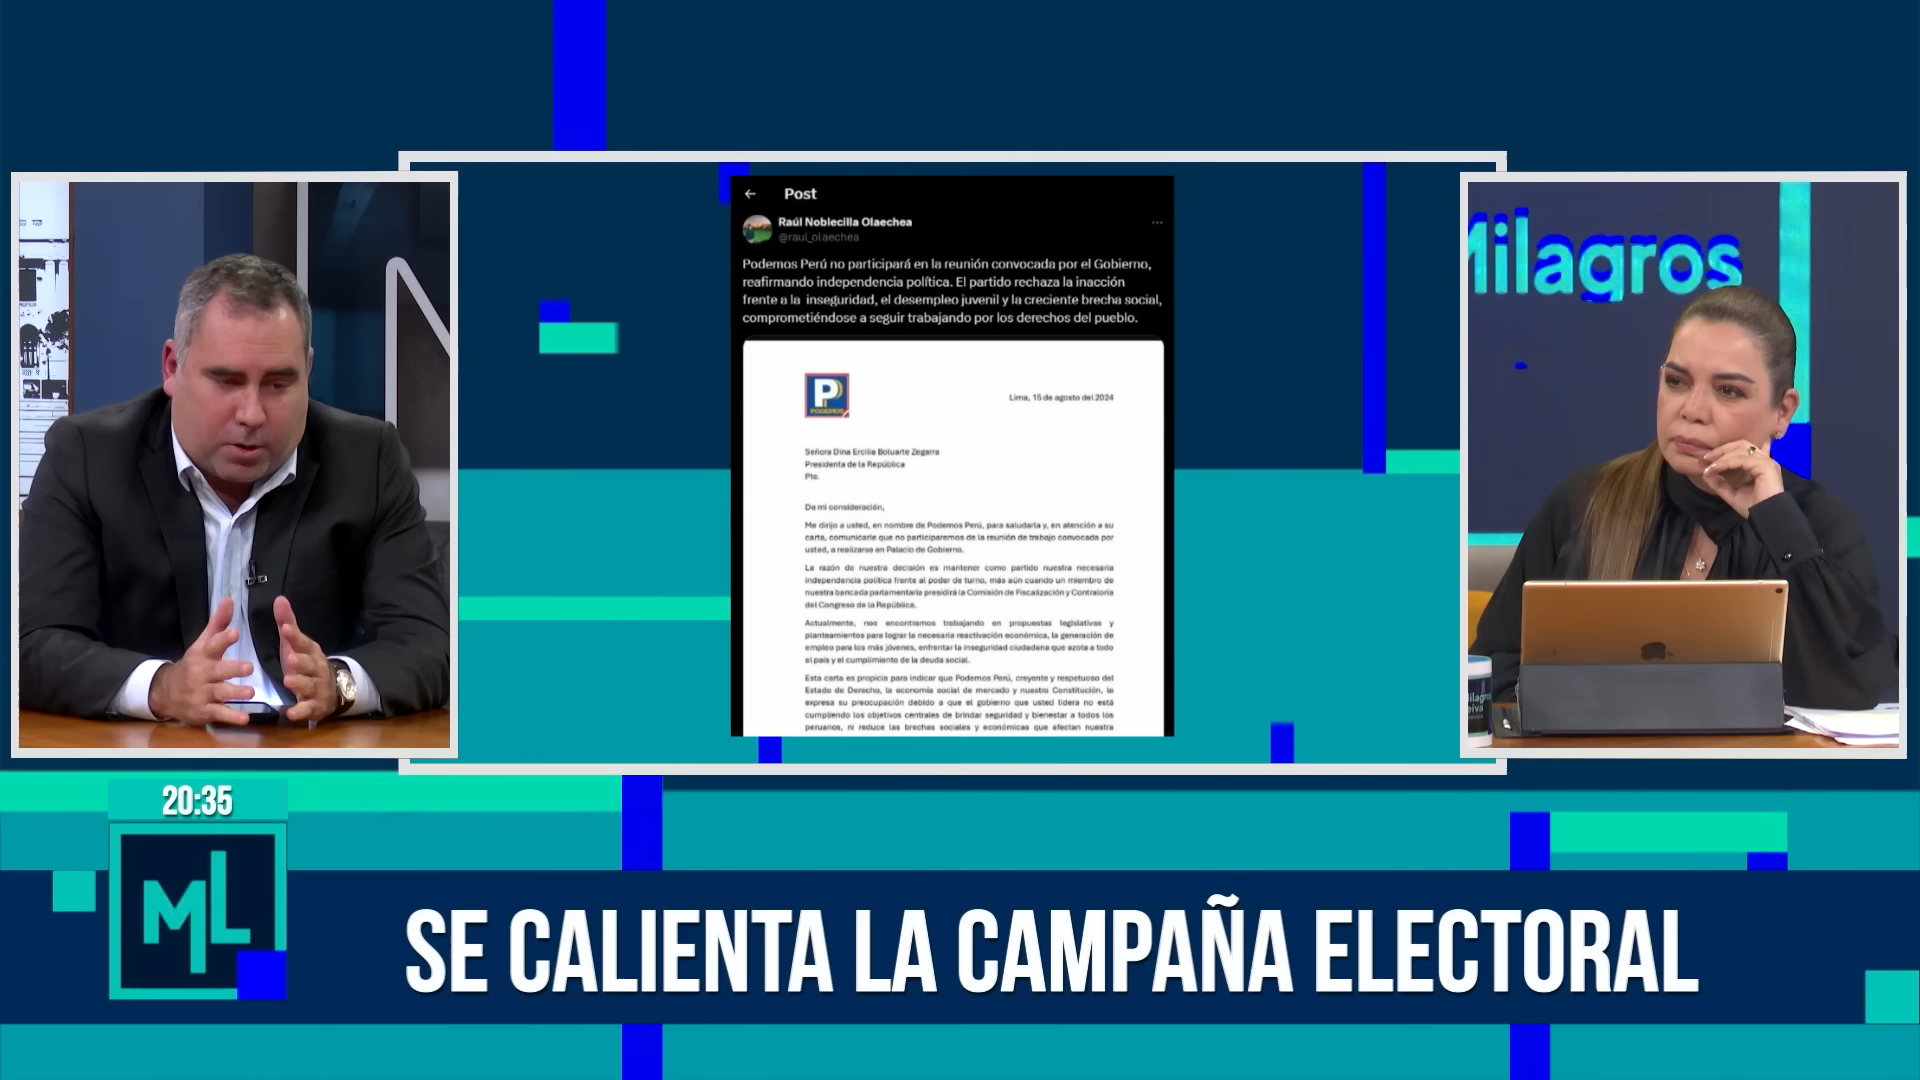 Post
Raúl Noblecilla Olaechea
@raul_olaechea
Podemos Perú no participará en la reunión convocada por el Gobierno,
reafirmando independencia política. El partido rechaza la inacción
frente a la inseguridad, el desempleo juvenil y la creciente brecha social,
comprometiéndose a seguir trabajando por los derechos del pueblo.
P
PODEMOS
Lima, 15 de agosto del 2024
Señora Dina Ercilia Boluarte Zegarra
Presidenta de la República
Pte.
De mi consideración,
Me dirijo a usted, en nombre de Podemos Perú, para saludarla y, en atención a su
carta, comunicarle que no participaremos de la reunión de trabajo convocada por
usted, a realizarse en Palacio de Gobierno.
La razón de nuestra decisión es mantener como partido nuestra necesaria
independencia política frente al poder de turno, más aún cuando un miembro de
nuestra bancada parlamentaria presidirá la Comisión de Fiscalización y Contraloría
del Congreso de la República.
Actualmente, nos encontramos trabajando en propuestas legislativas y
planteamientos para lograr la necesaria reactivación económica, la generación de
empleo para los más jóvenes, enfrentar la inseguridad ciudadana que azota a todo
el país y el cumplimiento de la deuda social.
Esta carta es propicia para indicar que Podemos Perú, creyente y respetuoso del
Estado de Derecho, la economía social de mercado y nuestra Constitución, le
expresa su preocupación debido a que el gobierno que usted lidera no está
cumpliendo los objetivos centrales de brindar seguridad y bienestar a todos los
peruanos, ni reduce las brechas sociales y económicas que afectan nuestra
Milagros
20:35
ML
SE CALIENTA LA CAMPAÑA ELECTORAL